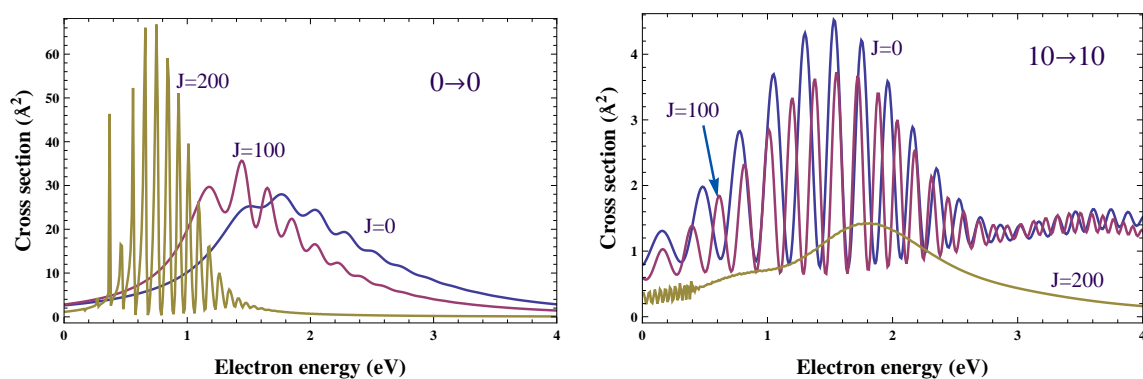 60
50
40
30
20
10
0
Cross section (Å²)
0 1 2 3 4
Electron energy (eV)
J=200
J=100
J=0
0→0
4
3
2
1
0
Cross section (Å²)
0 1 2 3 4
Electron energy (eV)
J=0
J=100
J=200
10→10